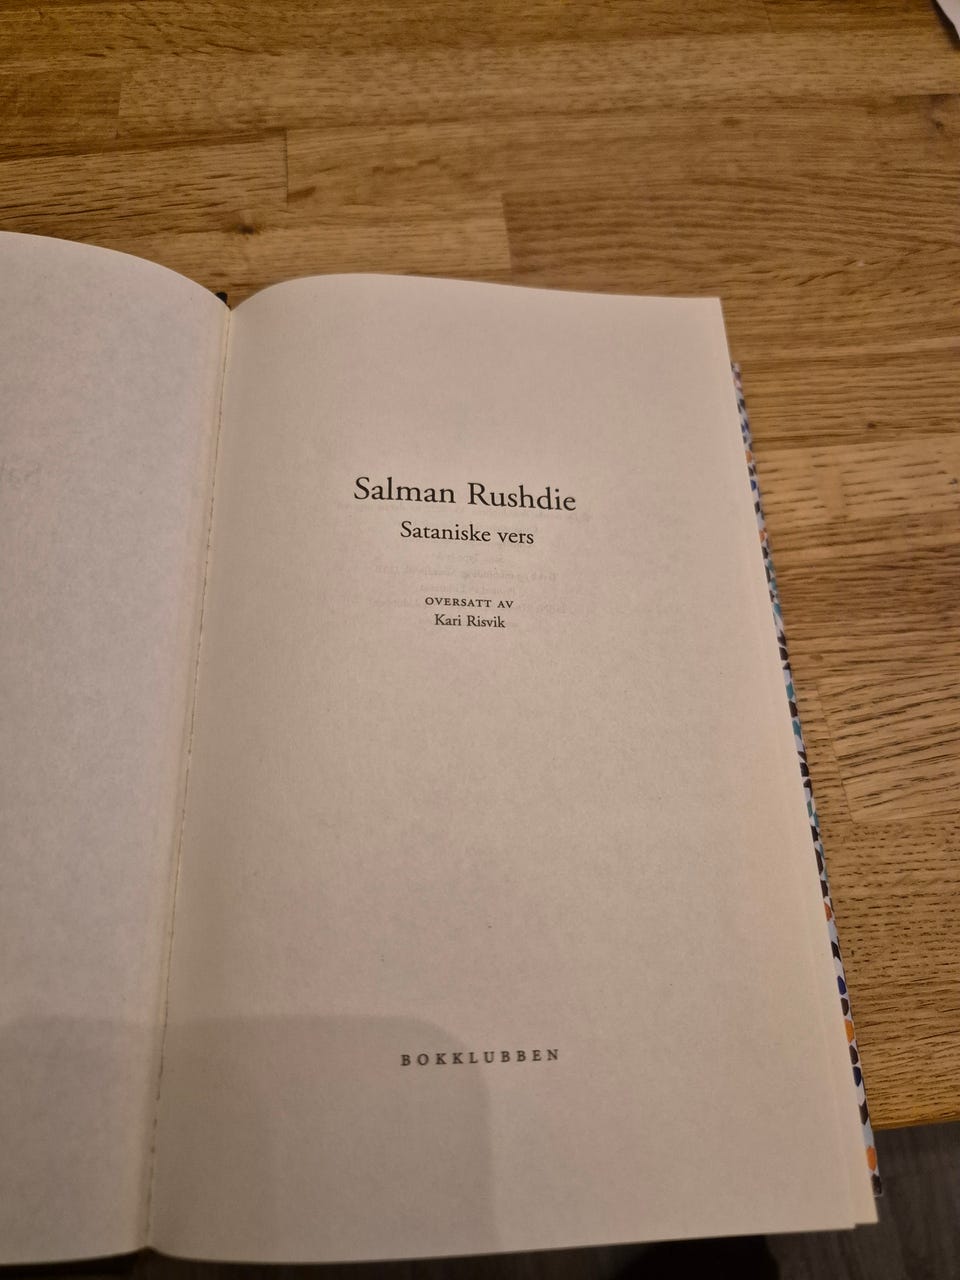 Salman Rushdie
Sataniske vers
OVERSATT AV
Kari Risvik
BOKKLUBBEN